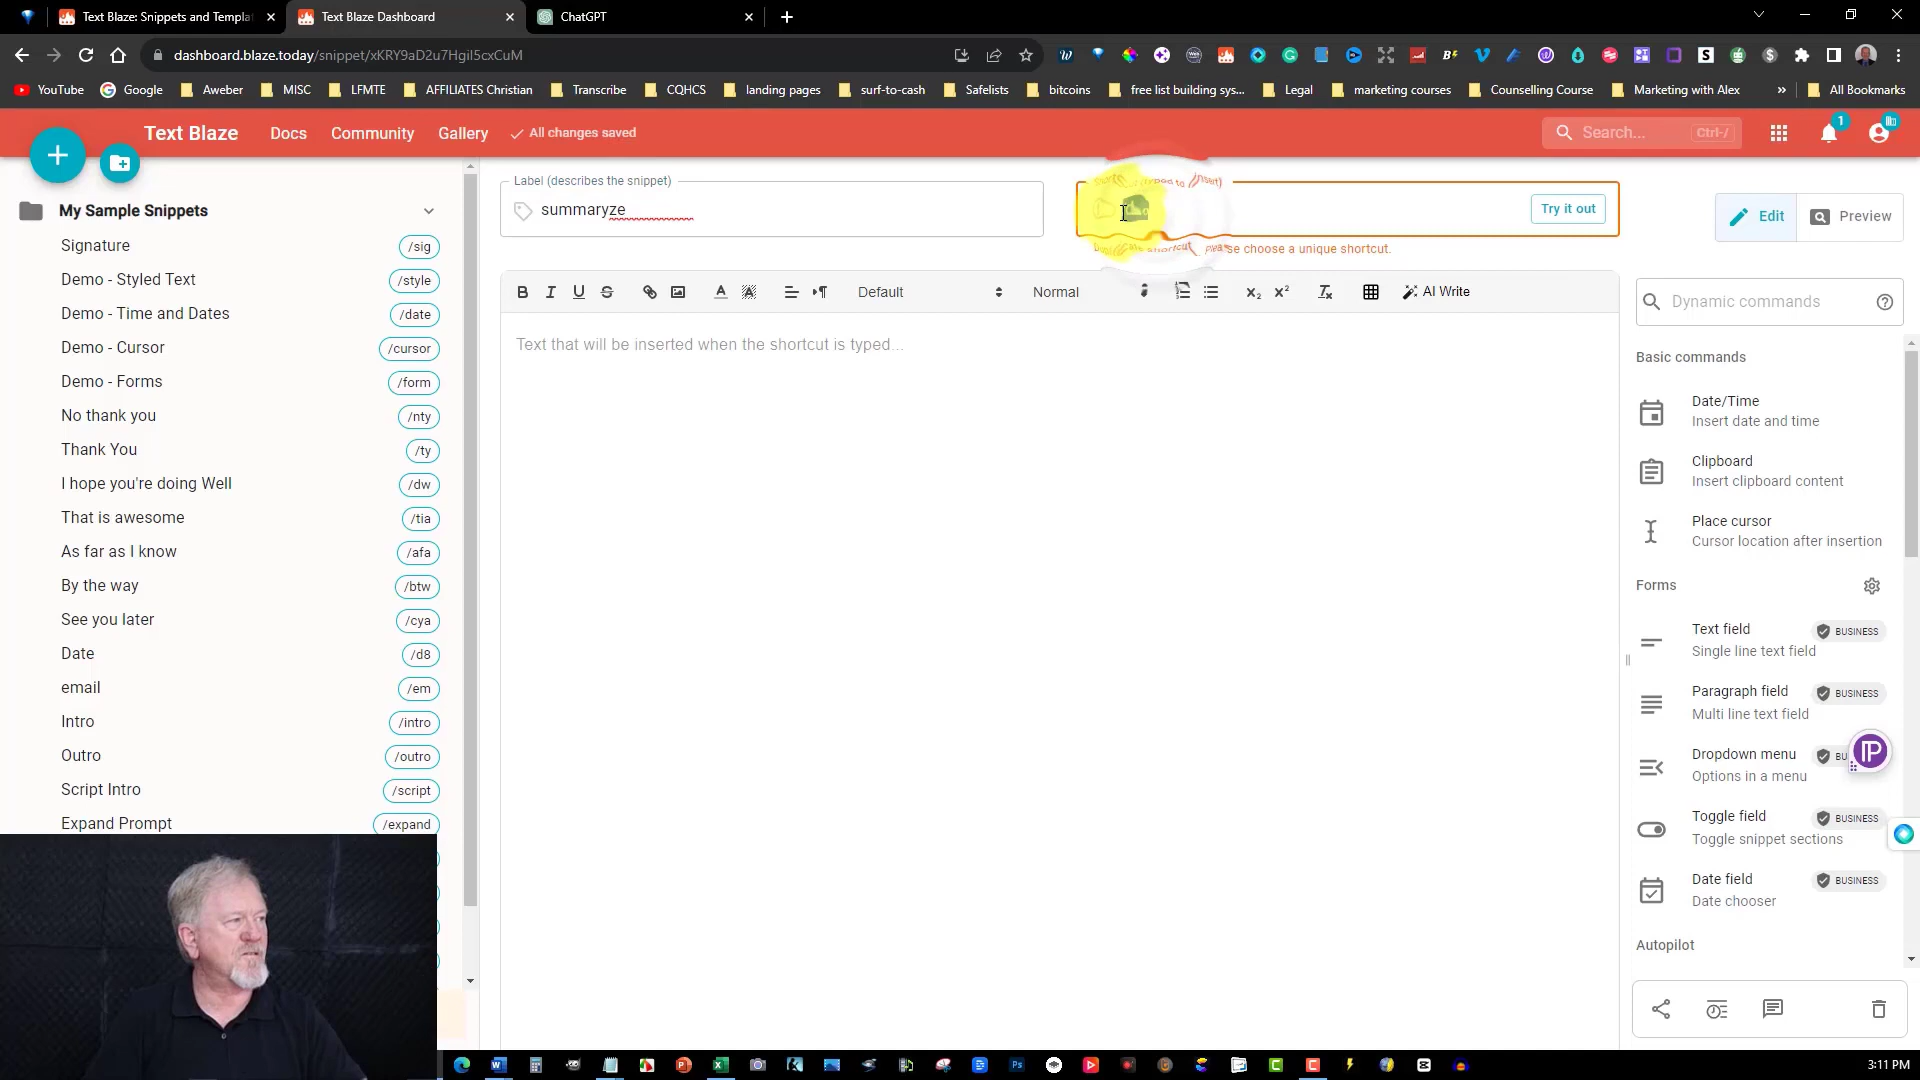 Text Blaze: Snippets and Templat
Text Blaze Dashboard
ChatGPT
dashboard.blaze.today/snippet/xKRY9aD2u7Hgil5cxCuM
YouTube
Google
Aweber
MISC
LFMTE
AFFILIATES Christian
Transcribe
CQHCS
landing pages
surf-to-cash
Safelists
bitcoins
free list building sys...
Legal
marketing courses
Counselling Course
Marketing with Alex
All Bookmarks
Text Blaze
Docs
Community
Gallery
All changes saved
Search...
Ctrl-/
1
My Sample Snippets
Signature /sig
Demo - Styled Text /style
Demo - Time and Dates /date
Demo - Cursor /cursor
Demo - Forms /form
No thank you /nty
Thank You /ty
I hope you're doing Well /dw
That is awesome /tia
As far as I know /afa
By the way /btw
See you later /cya
Date /d8
email /em
Intro /intro
Outro /outro
Script Intro /script
Expand Prompt /expand
Label (describes the snippet)
summaryze
Try it out
choose a unique shortcut.
Edit
Preview
Default
Normal
AI Write
Text that will be inserted when the shortcut is typed...
Dynamic commands
Basic commands
Date/Time
Insert date and time
Clipboard
Insert clipboard content
Place cursor
Cursor location after insertion
Forms
Text field BUSINESS
Single line text field
Paragraph field BUSINESS
Multi line text field
Dropdown menu BU
Options in a menu
Toggle field BUSINESS
Toggle snippet sections
Date field BUSINESS
Date chooser
Autopilot
3:11 PM